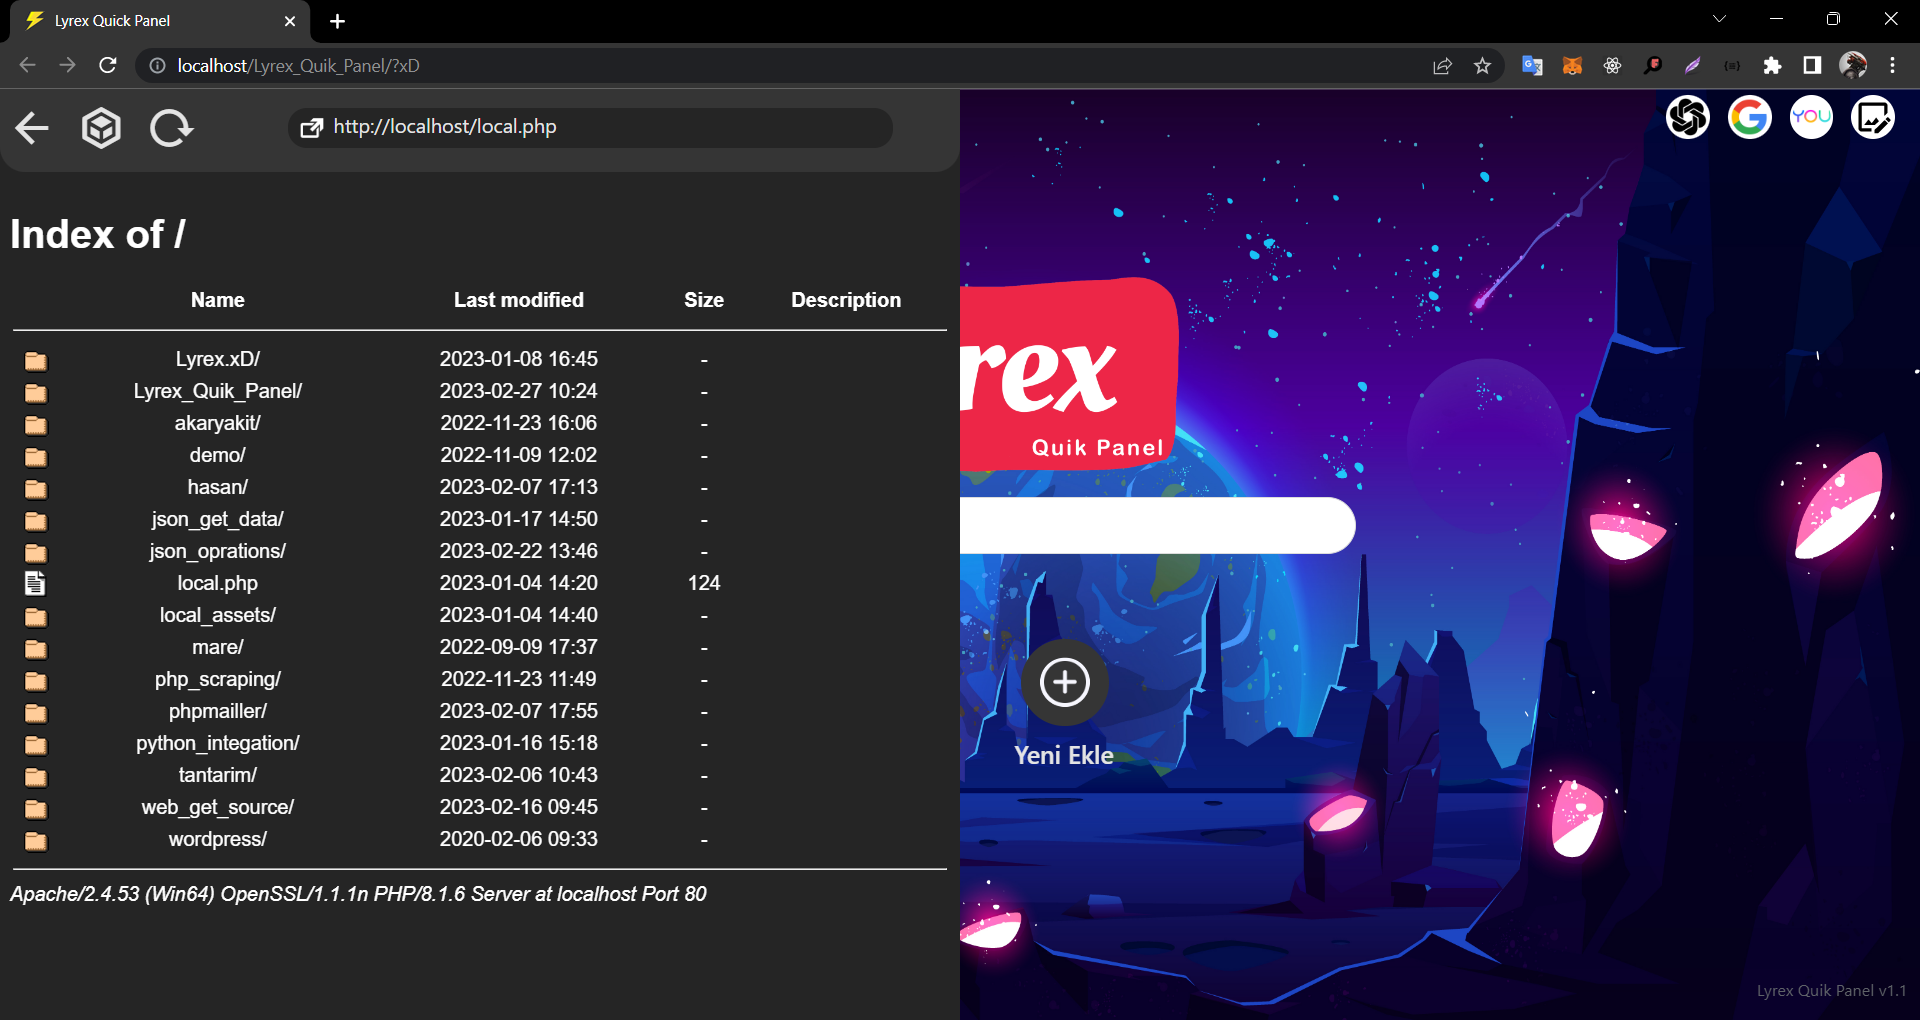 Lyrex Quick Panel
localhost/Lyrex_Quik_Panel/?xD
http://localhost/local.php
YOU
Index of /
Name Last modified Size Description
Lyrex.xD/ 2023-01-08 16:45 -
Lyrex_Quik_Panel/ 2023-02-27 10:24 -
akaryakit/ 2022-11-23 16:06 -
demo/ 2022-11-09 12:02 -
hasan/ 2023-02-07 17:13 -
json_get_data/ 2023-01-17 14:50 -
json_oprations/ 2023-02-22 13:46 -
local.php 2023-01-04 14:20 124
local_assets/ 2023-01-04 14:40 -
mare/ 2022-09-09 17:37 -
php_scraping/ 2022-11-23 11:49 -
phpmailler/ 2023-02-07 17:55 -
python_integation/ 2023-01-16 15:18 -
tantarim/ 2023-02-06 10:43 -
web_get_source/ 2023-02-16 09:45 -
wordpress/ 2020-02-06 09:33 -
Apache/2.4.53 (Win64) OpenSSL/1.1.1n PHP/8.1.6 Server at localhost Port 80
rex
Quik Panel
Yeni Ekle
Lyrex Quik Panel v1.1